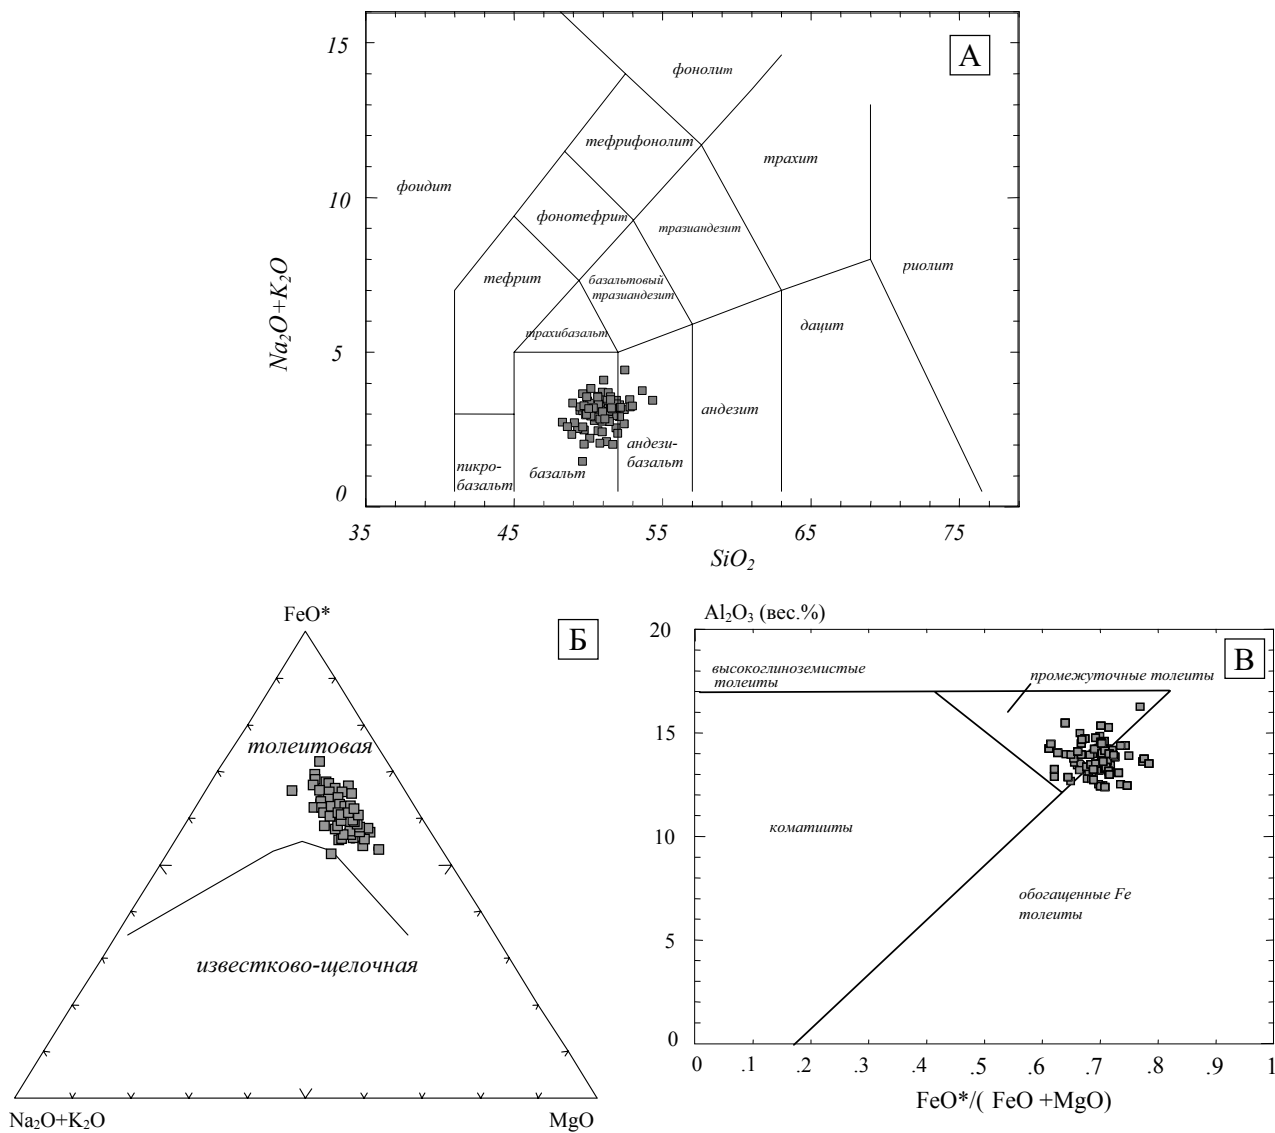 А
15
10
5
0
Na₂O+K₂O
фонолит
тефрифонолит
трахит
фоидит
фонотефрит
тразиандезит
тефрит
базальтовый
тразиандезит
риолит
трахибазальт
дацит
андезит
андези-
базальт
пикро-
базальт
базальт
35
45
55
65
75
SiO₂
FeO*
Б
толеитовая
известково-щелочная
Na₂O+K₂O
MgO
Al₂O₃ (вес.%)
В
20
15
10
5
0
высокоглиноземистые
толеиты
промежуточные толеиты
коматииты
обогащенные Fe
толеиты
0
.1
.2
.3
.4
.5
.6
.7
.8
.9
1
FeO*/( FeO +MgO)